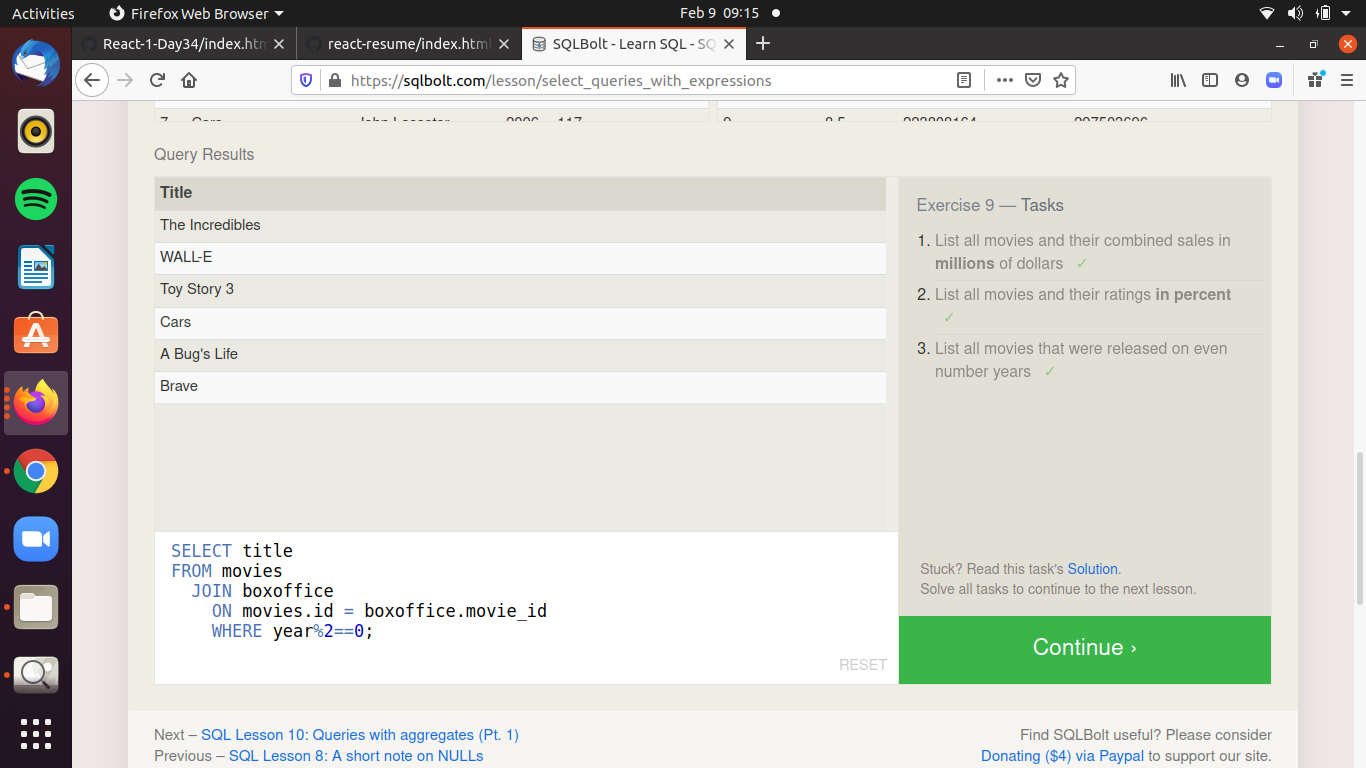 Activities Firefox Web Browser Feb 9 09:15
React-1-Day34/index.htm react-resume/index.html SQLBolt - Learn SQL - SQ
https://sqlbolt.com/lesson/select_queries_with_expressions
Query Results
Title
The Incredibles
WALL-E
Toy Story 3
Cars
A Bug's Life
Brave
SELECT title
FROM movies
JOIN boxoffice
ON movies.id = boxoffice.movie_id
WHERE year%2==0;
RESET
Exercise 9 — Tasks
1. List all movies and their combined sales in
millions of dollars ✓
2. List all movies and their ratings in percent
✓
3. List all movies that were released on even
number years ✓
Stuck? Read this task's Solution.
Solve all tasks to continue to the next lesson.
Continue ›
Next – SQL Lesson 10: Queries with aggregates (Pt. 1)
Previous – SQL Lesson 8: A short note on NULLs
Find SQLBolt useful? Please consider
Donating ($4) via Paypal to support our site.